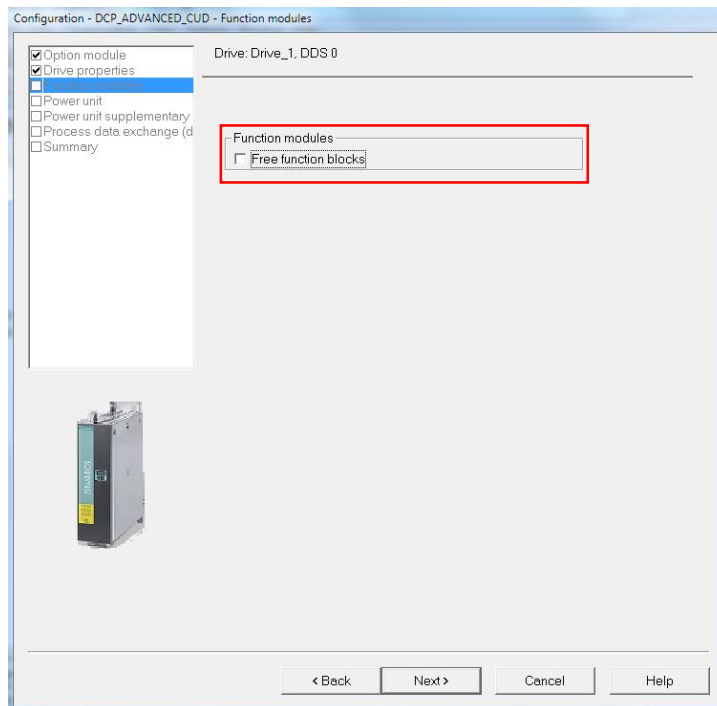 Configuration - DCP_ADVANCED_CUD - Function modules
Option module
Drive properties
Power unit
Power unit supplementary
Process data exchange (d
Summary
Drive: Drive_1, DDS 0
Function modules
Free function blocks
SINAMICS
< Back
Next >
Cancel
Help